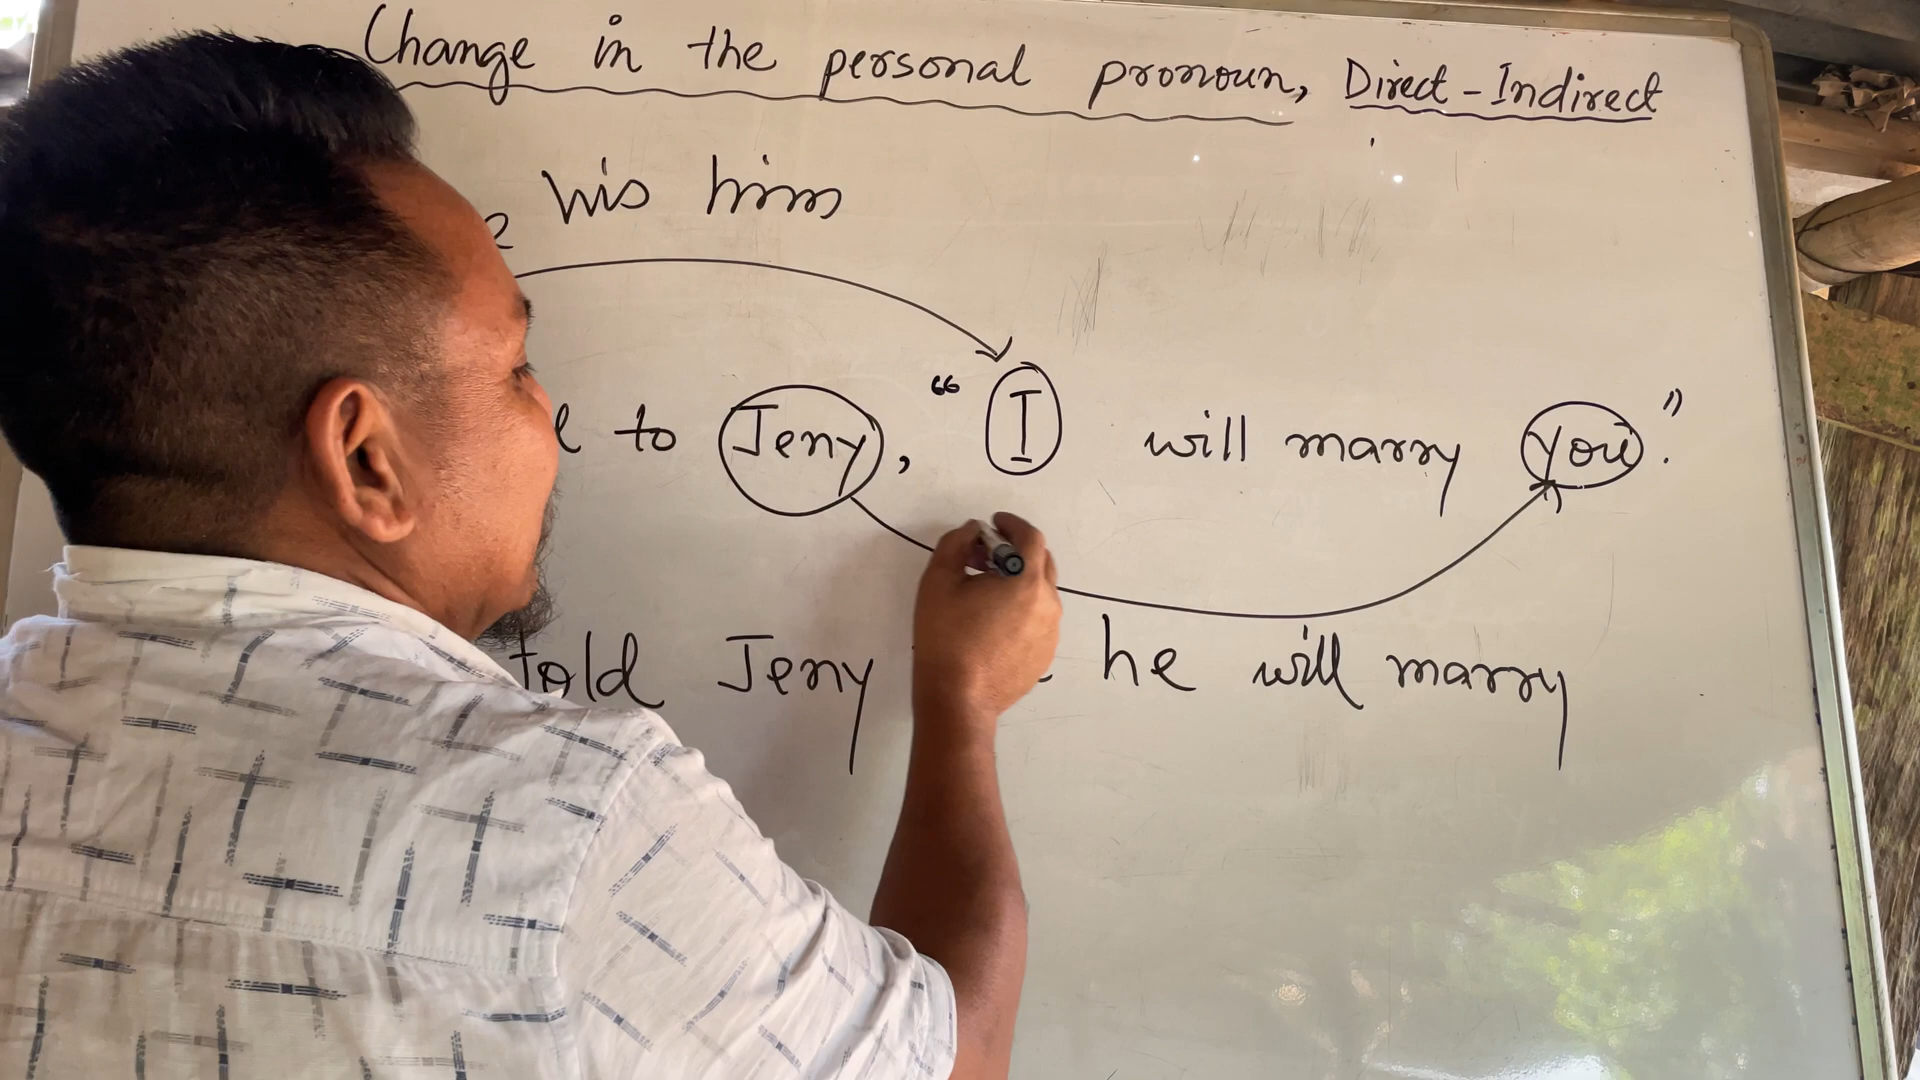 Change in the personal pronoun, Direct-Indirect
his him
to Jeny, "I will marry you".
told Jeny he will marry